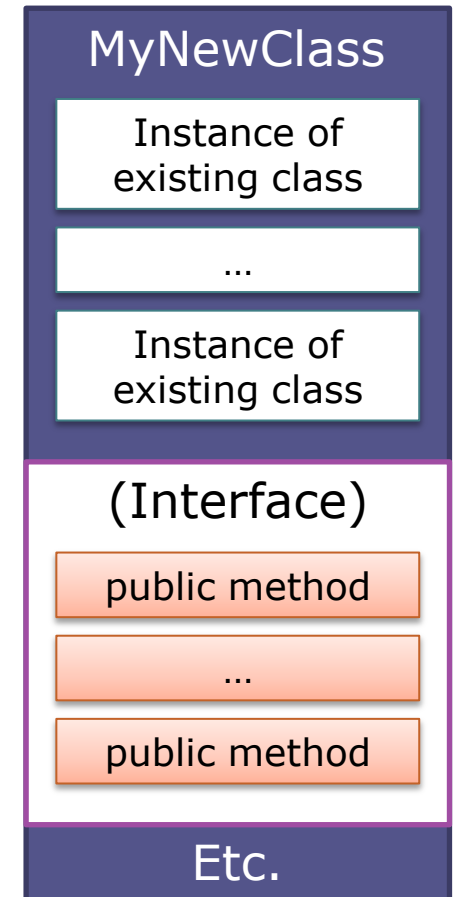 MyNewClass
Instance of
existing class
…
Instance of
existing class
(Interface)
public method
…
public method
Etc.